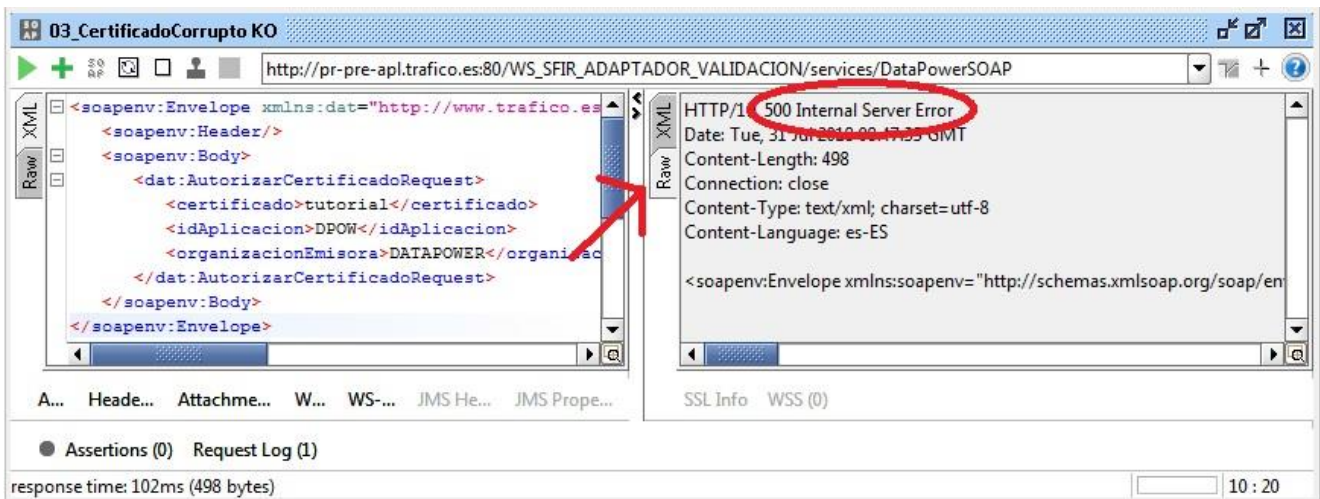 03_CertificadoCorrupto KO
http://pr-pre-apl.trafico.es:80/WS_SFIR_ADAPTADOR_VALIDACION/services/DataPowerSOAP
XML
Raw
<soapenv:Envelope xmlns:dat="http://www.trafico.es
<soapenv:Header/>
<soapenv:Body>
<dat:AutorizarCertificadoRequest>
<certificado>tutorial</certificado>
<idAplicacion>DPOW</idAplicacion>
<organizacionEmisora>DATAPOWER</organizac
</dat:AutorizarCertificadoRequest>
</soapenv:Body>
</soapenv:Envelope>
XML
Raw
500 Internal Server Error
Date: Tue, 31 GMT
Content-Length: 498
Connection: close
Content-Type: text/xml; charset=utf-8
Content-Language: es-ES
<soapenv:Envelope xmlns:soapenv="http://schemas.xmlsoap.org/soap/en
A... Heade... Attachme... W... WS-... JMS He... JMS Prope...
SSL Info WSS (0)
Assertions (0) Request Log (1)
response time: 102ms (498 bytes)
10 : 20